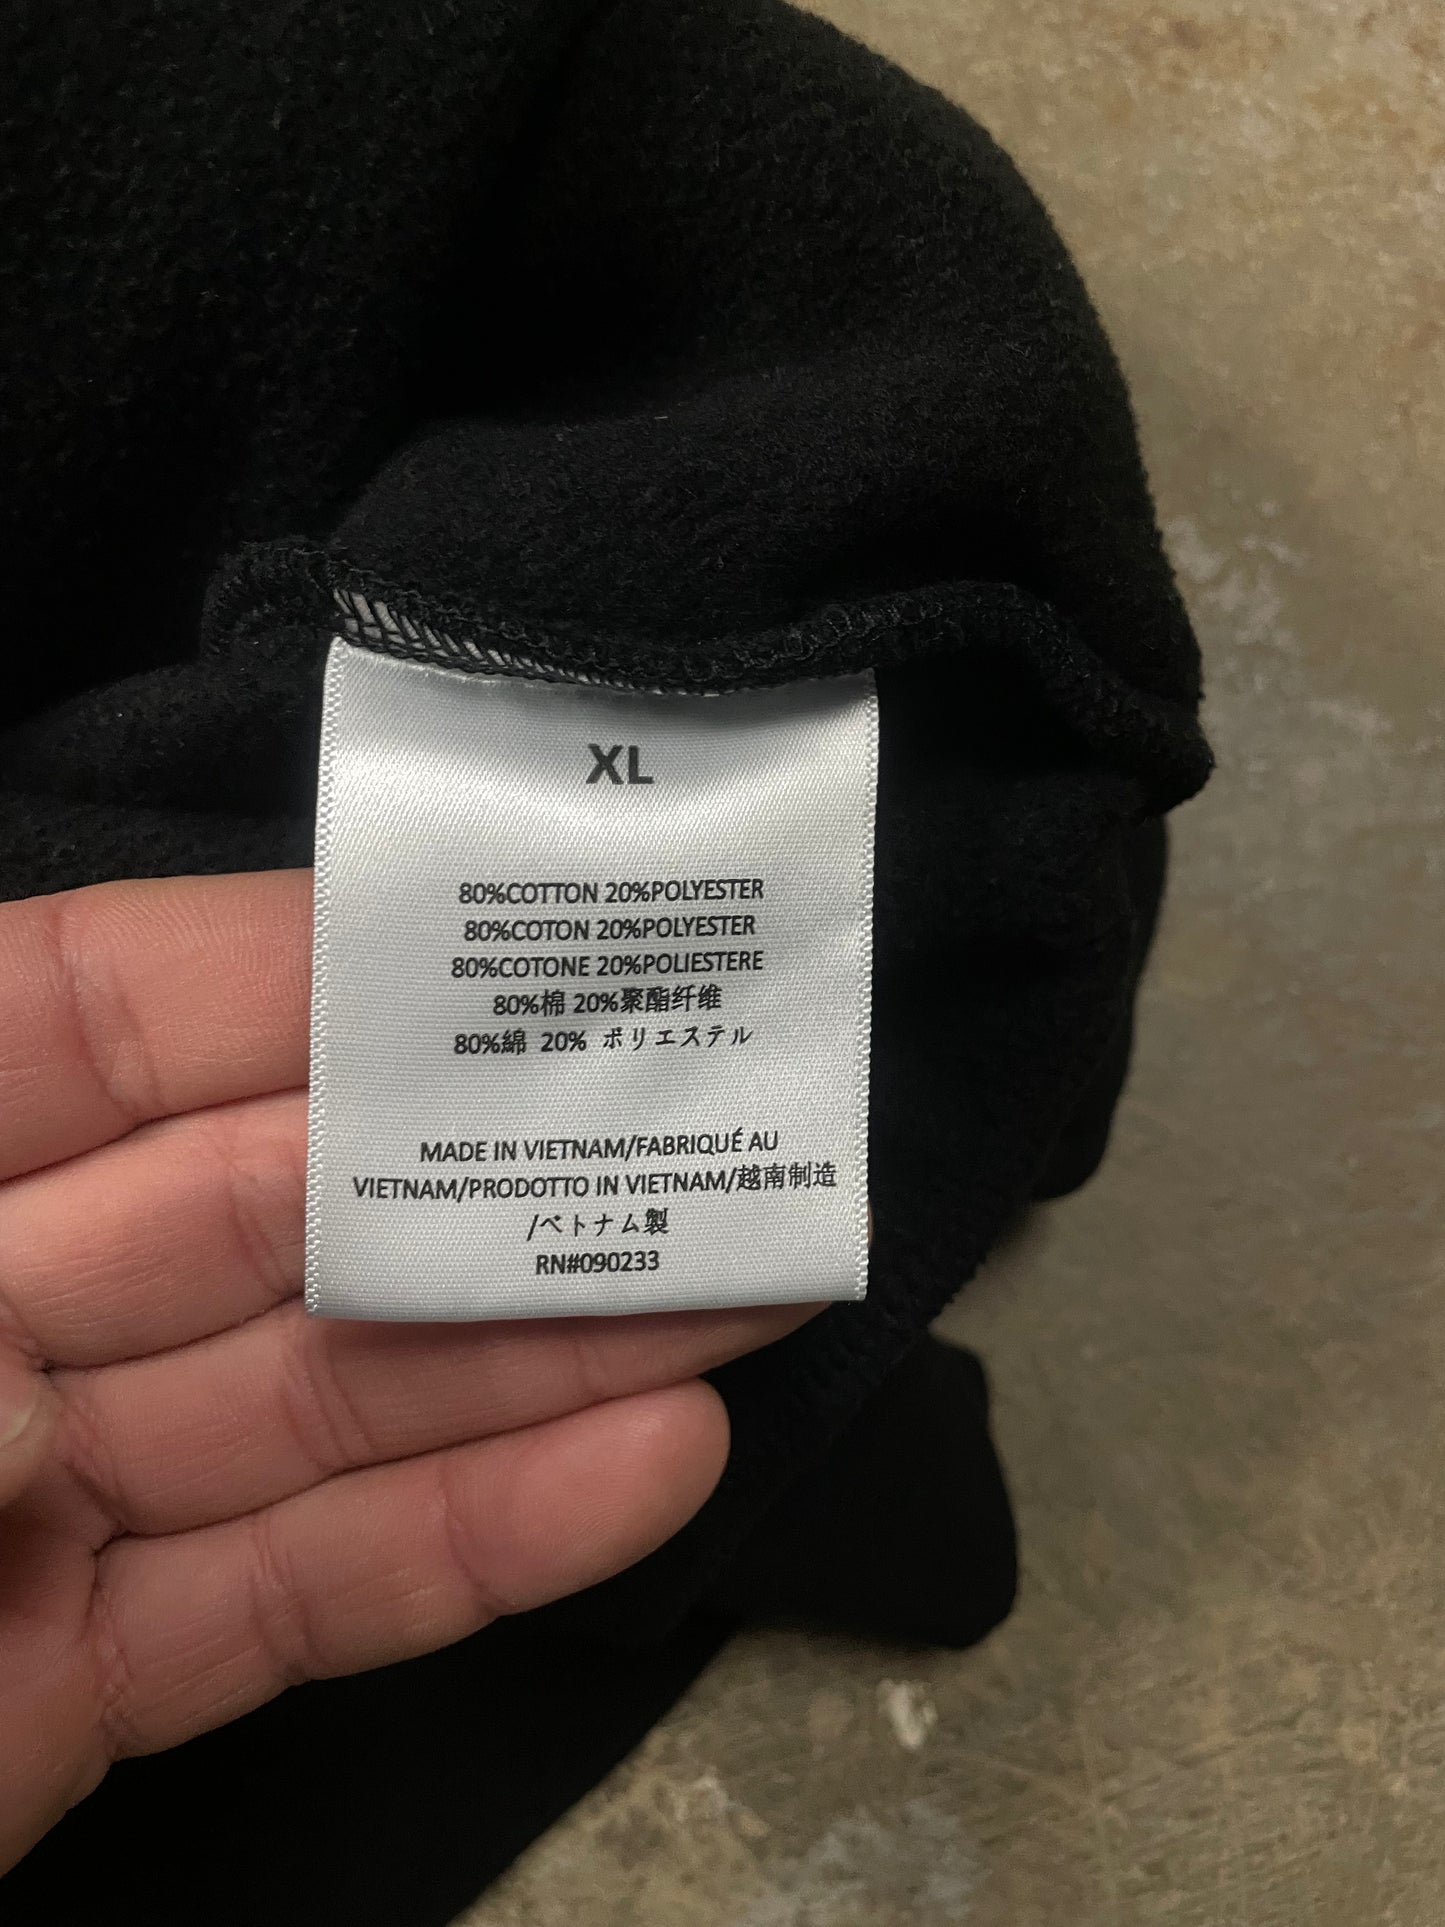 XL
80%COTTON 20%POLYESTER
80%COTON 20%POLYESTER
80%COTONE 20%POLIESTERE
80%棉 20%聚酯纤维
80%綿 20% ポリエステル
MADE IN VIETNAM/FABRIQUÉ AU
VIETNAM/PRODOTTO IN VIETNAM/越南制造
/ベトナム製
RN#090233